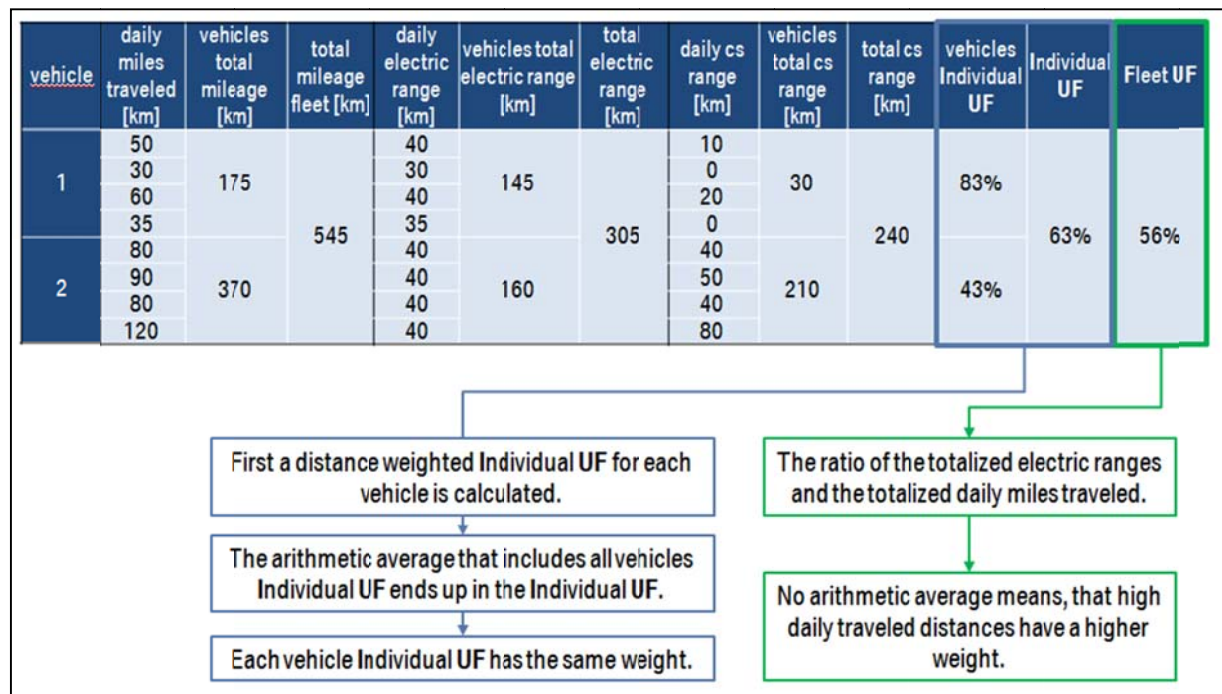 vehicle
daily
miles
traveled
[km]
vehicles
total
mileage
[km]
total
mileage
fleet [km]
daily
electric
range
[km]
vehicles total
electric range
[km]
total
electric
range
[km]
daily cs
range
[km]
vehicles
total cs
range
[km]
total cs
range
[km]
vehicles
Individual
UF
Individual
UF
Fleet UF
1
50
30
60
35
175
545
40
30
40
35
145
305
10
0
20
0
30
240
83%
63%
56%
2
80
90
80
120
370
40
40
40
40
160
40
50
40
80
210
43%
First a distance weighted Individual UF for each
vehicle is calculated.
The arithmetic average that includes all vehicles
Individual UF ends up in the Individual UF.
Each vehicle Individual UF has the same weight.
The ratio of the totalized electric ranges
and the totalized daily miles traveled.
No arithmetic average means, that high
daily traveled distances have a higher
weight.